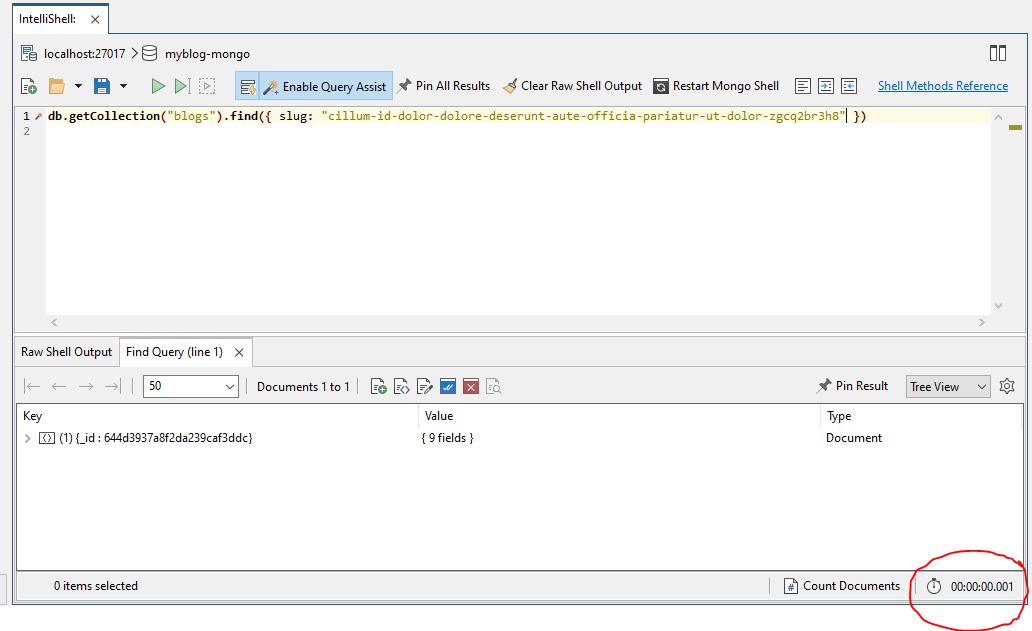 IntelliShell:
localhost:27017 myblog-mongo
Enable Query Assist Pin All Results Clear Raw Shell Output Restart Mongo Shell Shell Methods Reference
1 db.getCollection("blogs").find({ slug: "cillum-id-dolor-dolore-deserunt-aute-officia-pariatur-ut-dolor-zgcq2br3h8" })
2
Raw Shell Output Find Query (line 1)
50 Documents 1 to 1 Pin Result Tree View
Key Value Type
(1) {_id : 644d3937a8f2da239caf3ddc} { 9 fields } Document
0 items selected Count Documents 00:00:00.001